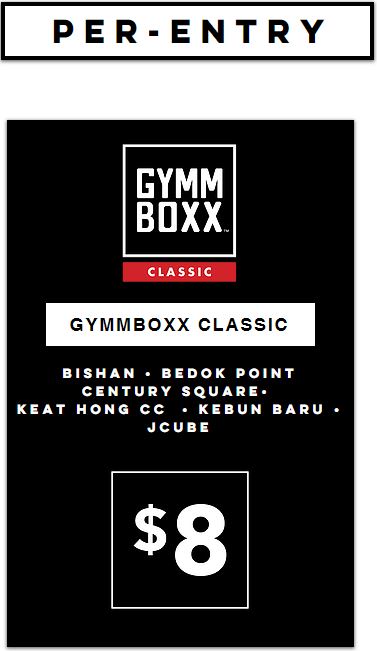 PER-ENTRY
GYMM
BOXX™
CLASSIC
GYMMBOXX CLASSIC
BISHAN • BEDOK POINT
CENTURY SQUARE•
KEAT HONG CC • KEBUN BARU •
JCUBE
$8